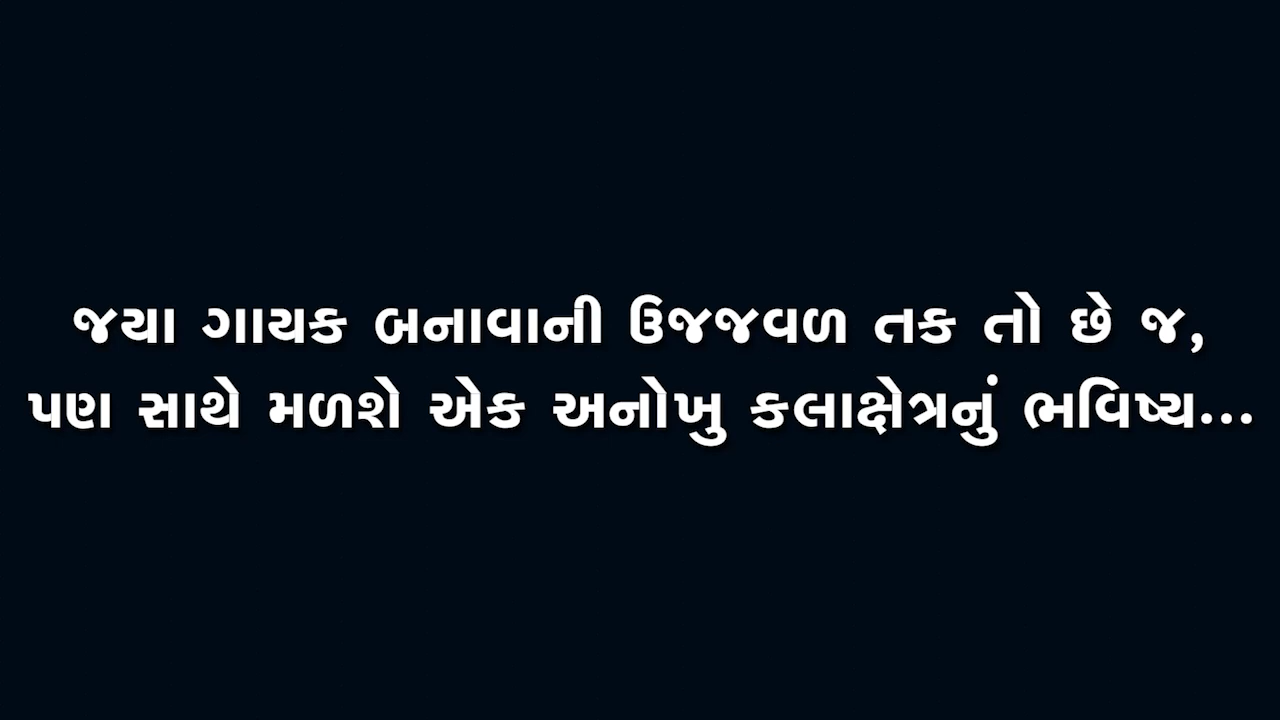 જયા ગાયક બનાવાની ઉજજવળ તક તો છે જ,
પણ સાથે મળશે એક અનોખુ કલાક્ષેત્રનું ભવિષ્ય...